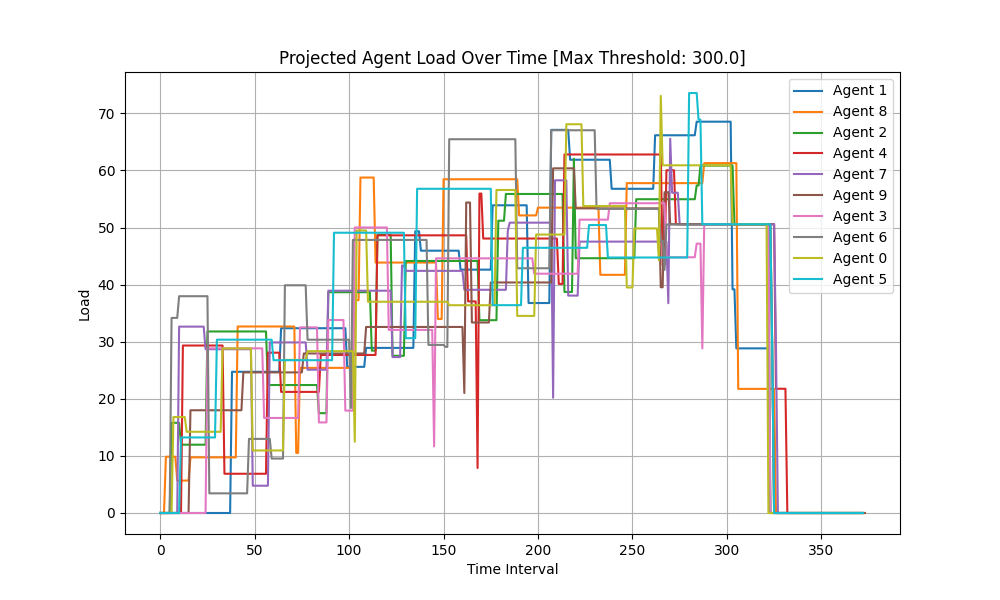 Projected Agent Load Over Time [Max Threshold: 300.0]
Load
70
60
50
40
30
20
10
0
0 50 100 150 200 250 300 350
Time Interval
Agent 1
Agent 8
Agent 2
Agent 4
Agent 7
Agent 9
Agent 3
Agent 6
Agent 0
Agent 5